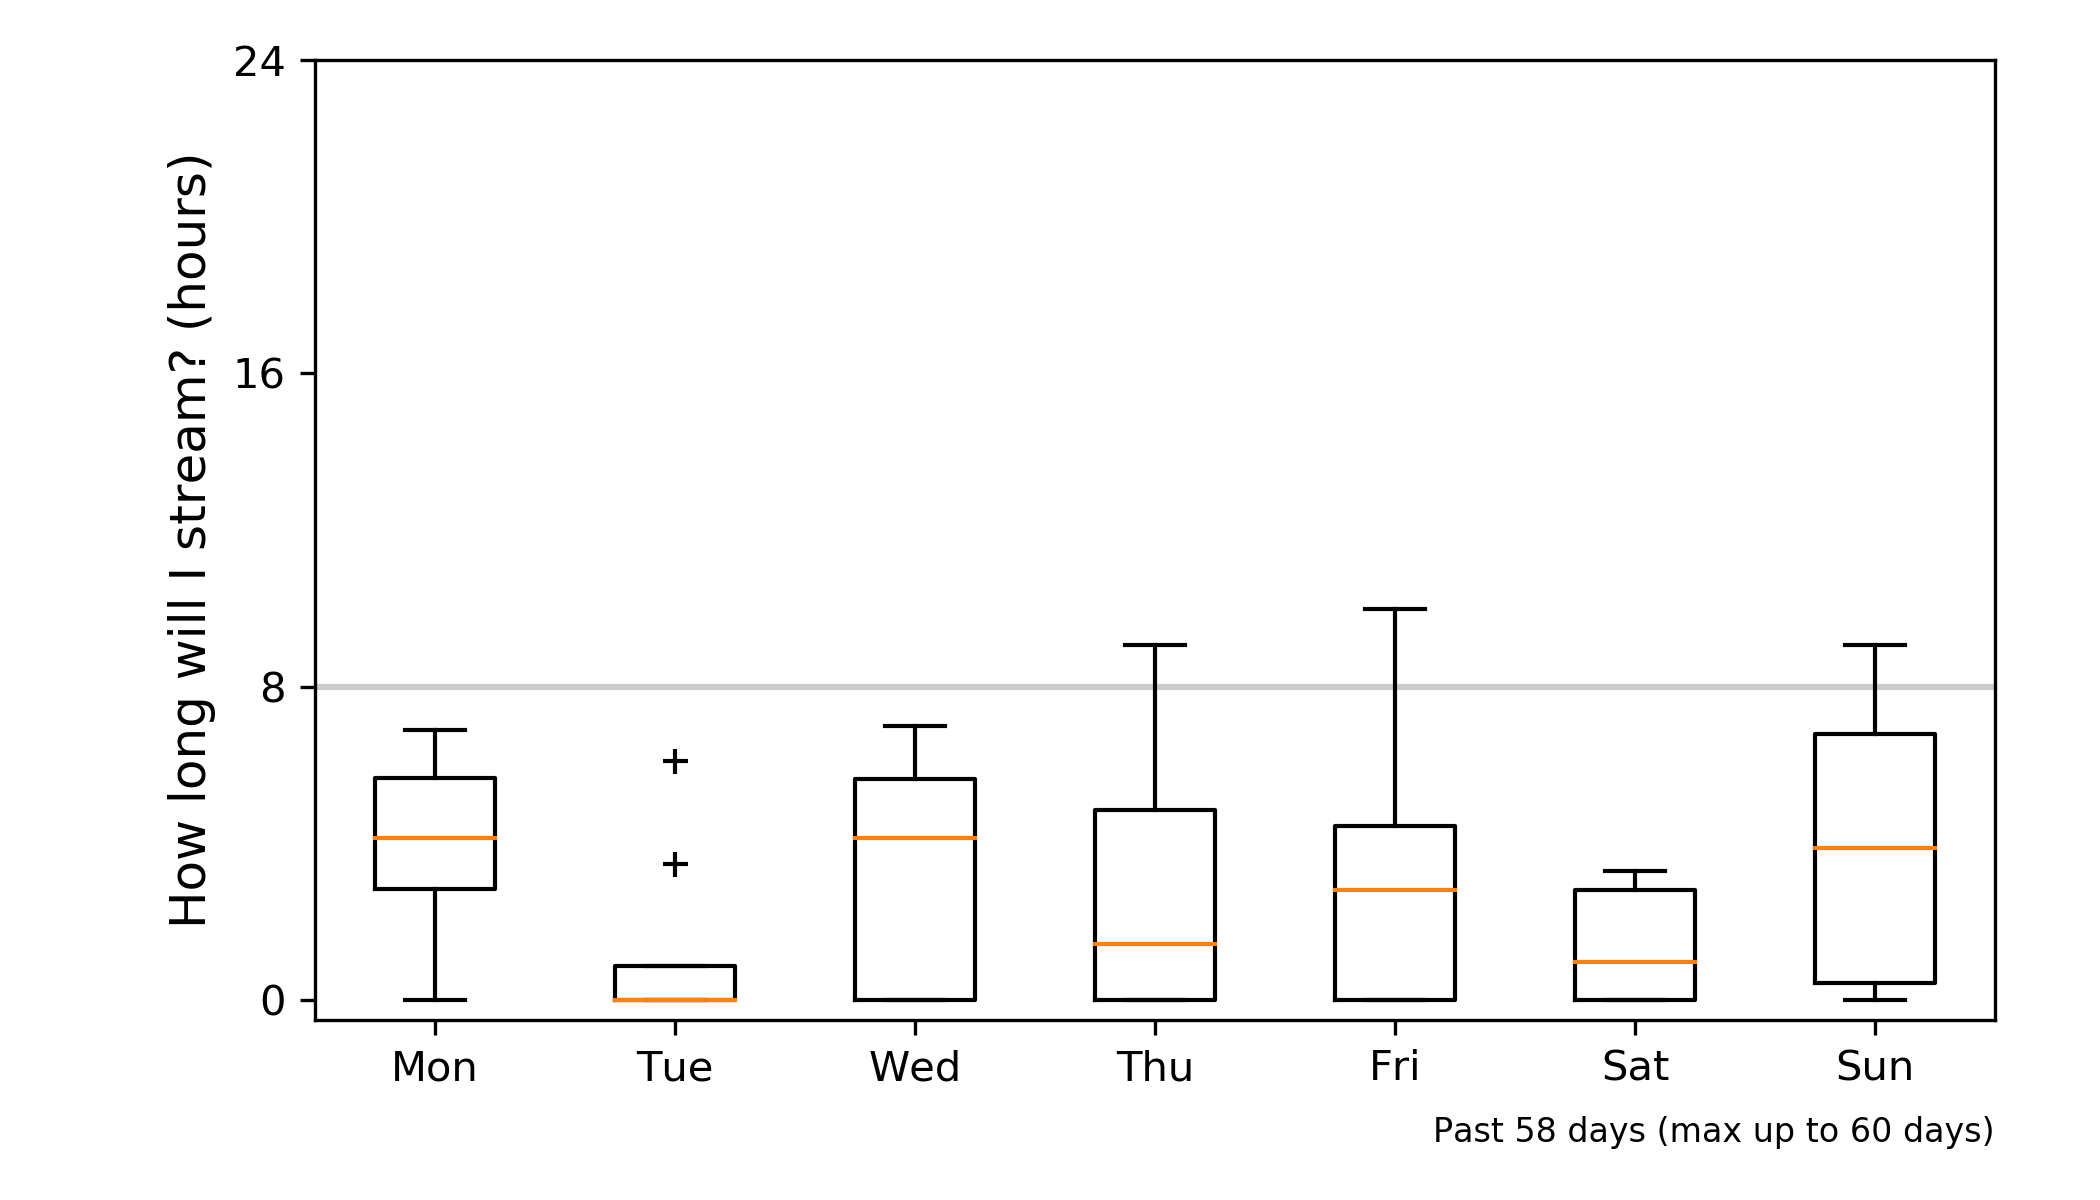 How long will I stream? (hours)
24
16
8
0
Mon Tue Wed Thu Fri Sat Sun
Past 58 days (max up to 60 days)